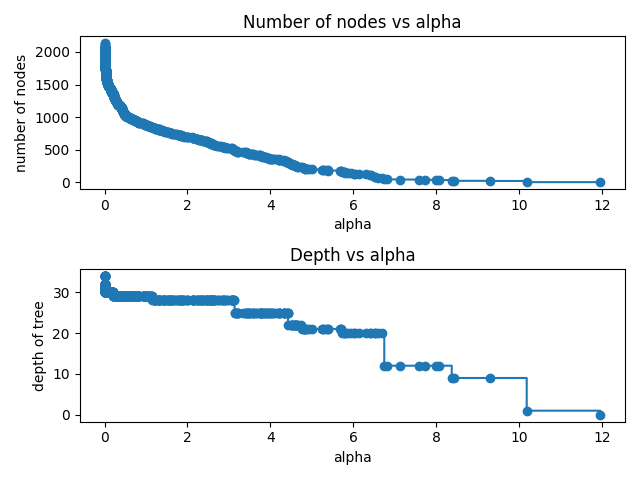 Number of nodes vs alpha
number of nodes
2000
1500
1000
500
0
0 2 4 6 8 10 12
alpha
Depth vs alpha
depth of tree
30
20
10
0
0 2 4 6 8 10 12
alpha